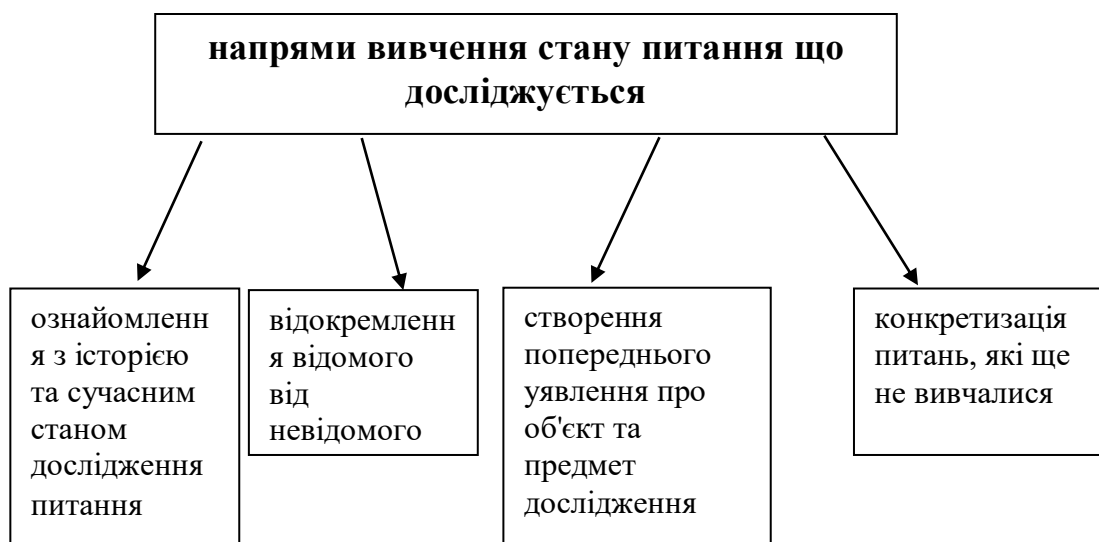 напрями вивчення стану питання що
досліджується
ознайомленн
я з історією
та сучасним
станом
дослідження
питання
відокремленн
я відомого
від
невідомого
створення
попереднього
уявлення про
об'єкт та
предмет
дослідження
конкретизація
питань, які ще
не вивчалися